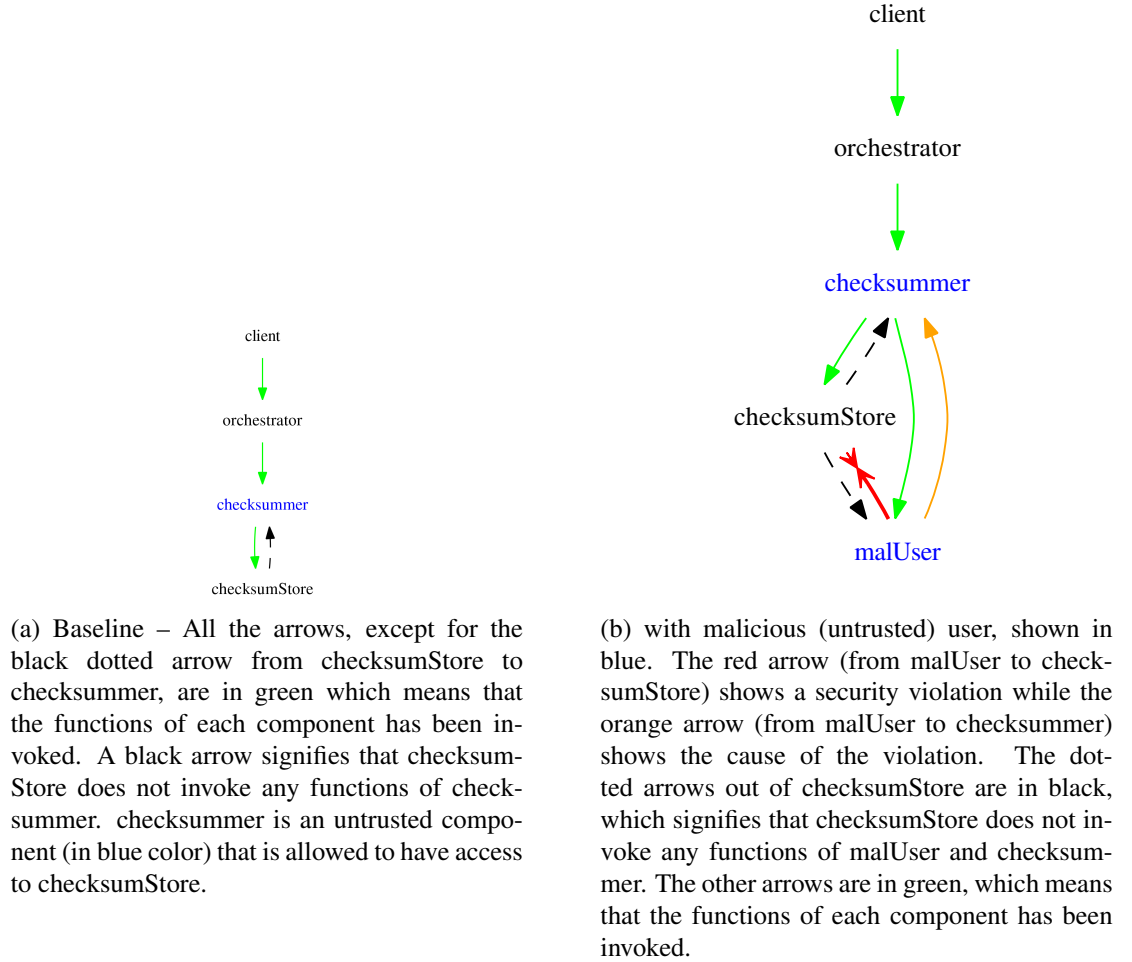 client
orchestrator
checksummer
checksumStore
(a) Baseline – All the arrows, except for the
black dotted arrow from checksumStore to
checksummer, are in green which means that
the functions of each component has been in-
voked. A black arrow signifies that checksum-
Store does not invoke any functions of check-
summer. checksummer is an untrusted compo-
nent (in blue color) that is allowed to have access
to checksumStore.
client
orchestrator
checksummer
checksumStore
malUser
(b) with malicious (untrusted) user, shown in
blue. The red arrow (from malUser to check-
sumStore) shows a security violation while the
orange arrow (from malUser to checksummer)
shows the cause of the violation. The dot-
ted arrows out of checksumStore are in black,
which signifies that checksumStore does not in-
voke any functions of malUser and checksum-
mer. The other arrows are in green, which means
that the functions of each component has been
invoked.